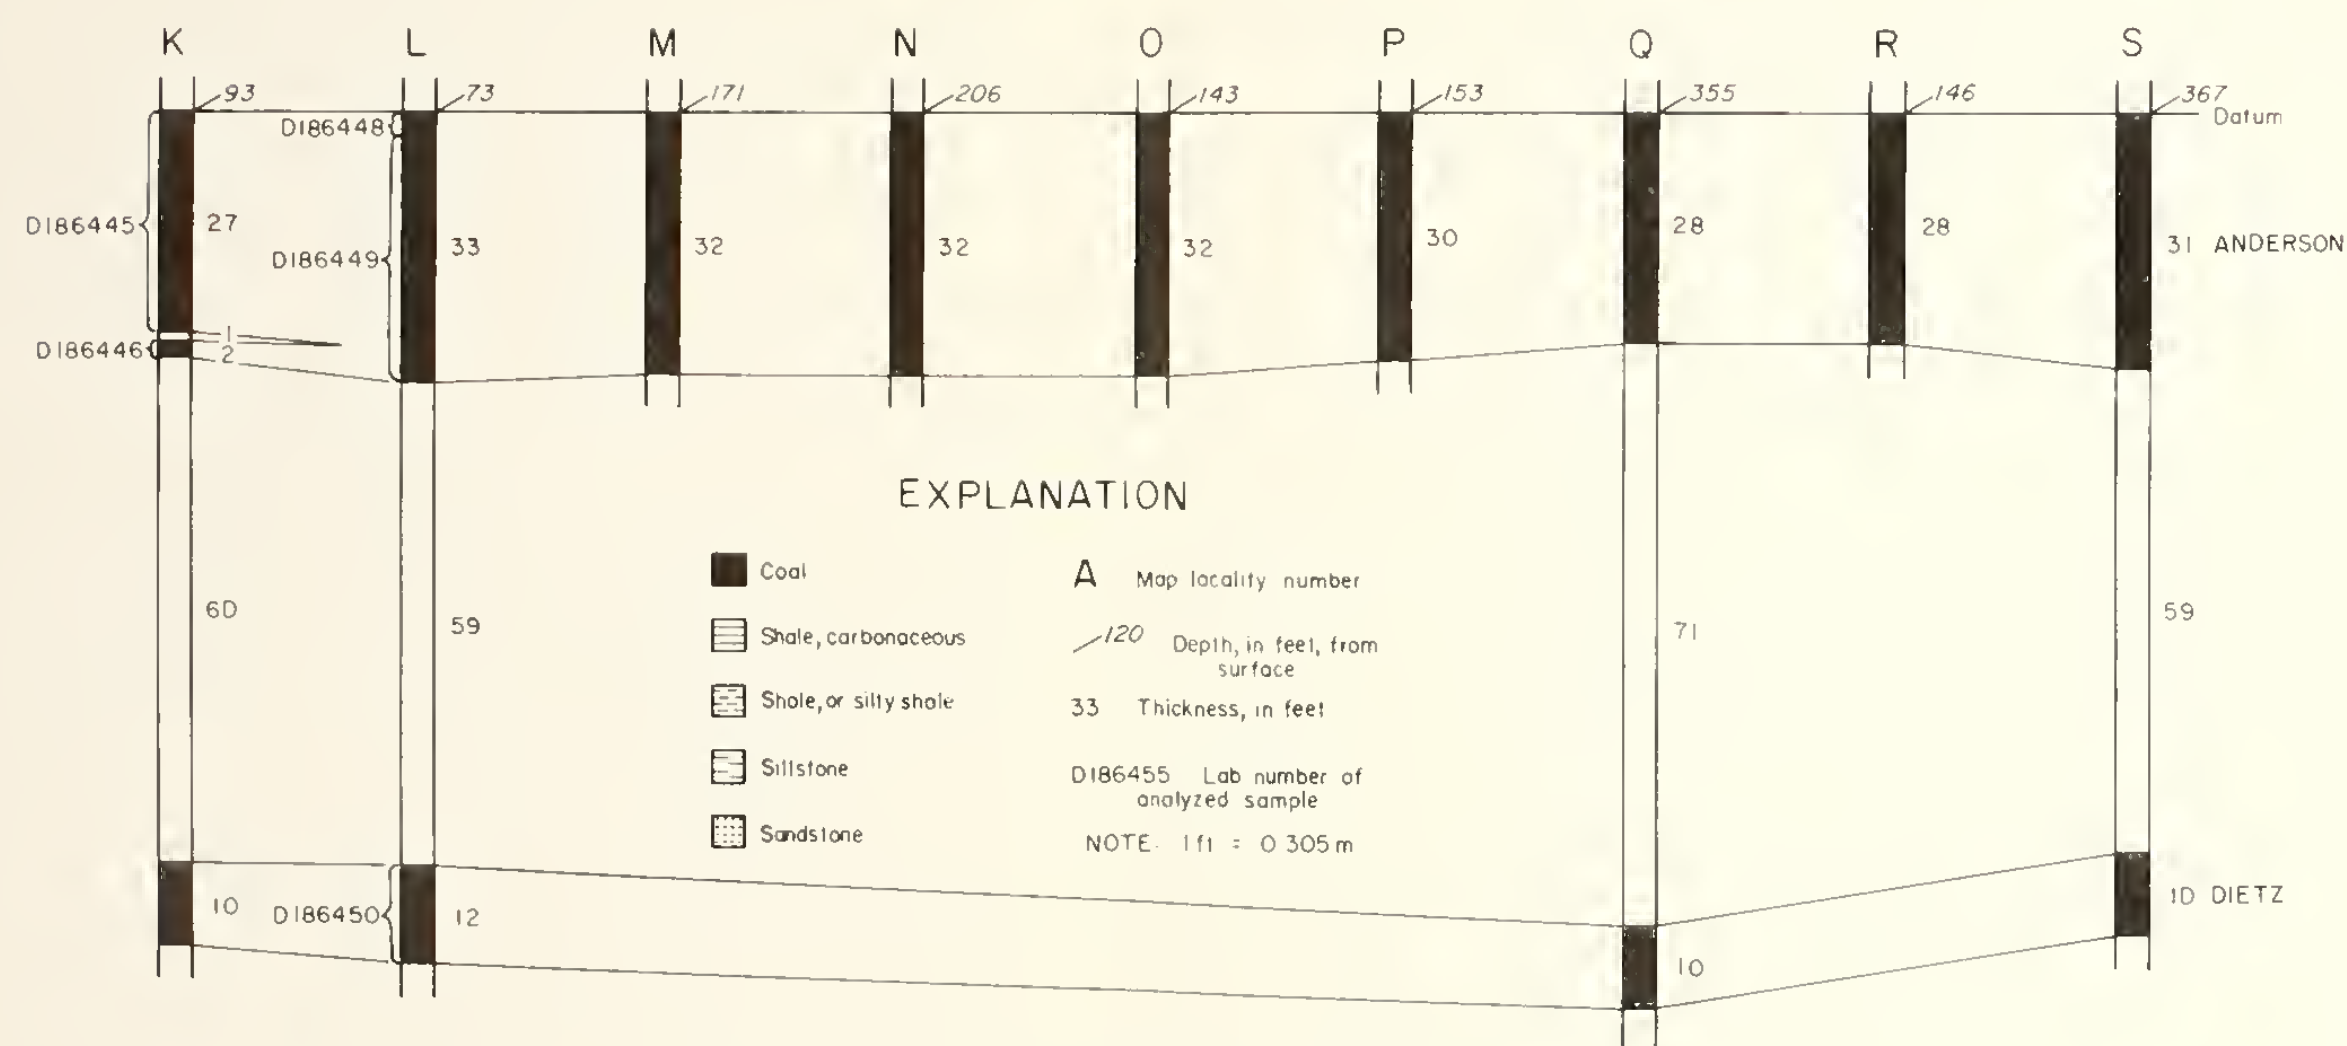 K L M N O P Q R S
93 73 171 206 143 153 355 146 367
Datum
D186448
D186445
27
D186449
33
32
32
32
30
28
28
31 ANDERSON
1
D186446
2
EXPLANATION
Coal
Shale, carbonaceous
Shale, or silty shale
Siltstone
Sandstone
A Map locality number
120 Depth, in feet, from
surface
33 Thickness, in feet
D186455 Lab number of
analyzed sample
NOTE: 1 ft = 0.305 m
60
59
71
59
10
D186450
12
10
10 DIETZ